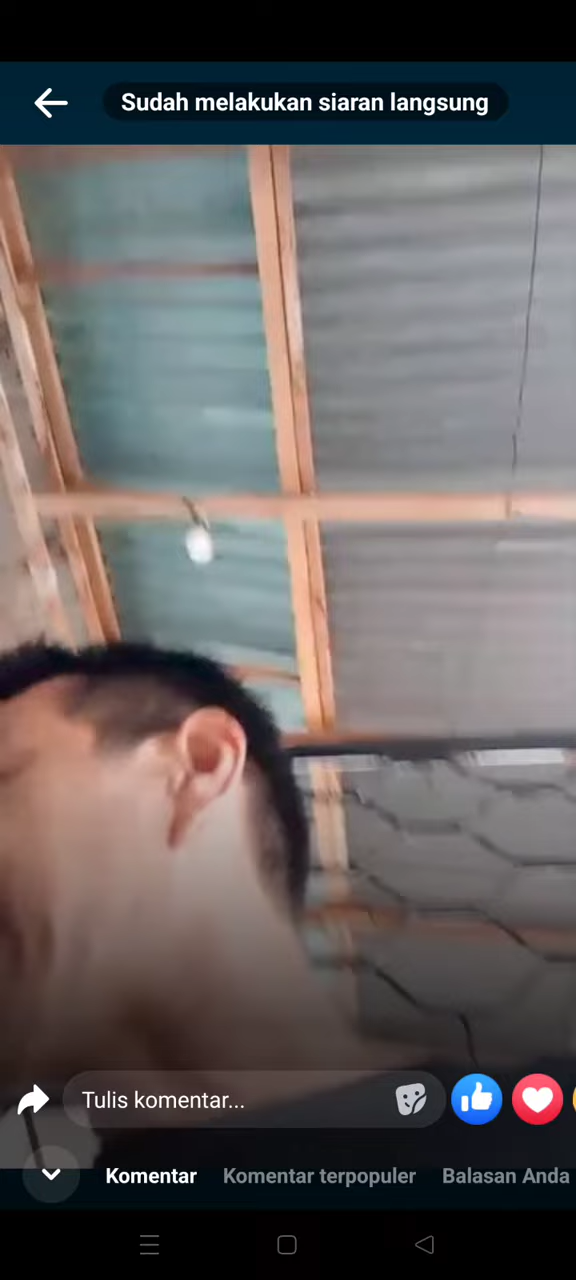 Sudah melakukan siaran langsung
Tulis komentar...
Komentar
Komentar terpopuler
Balasan Anda